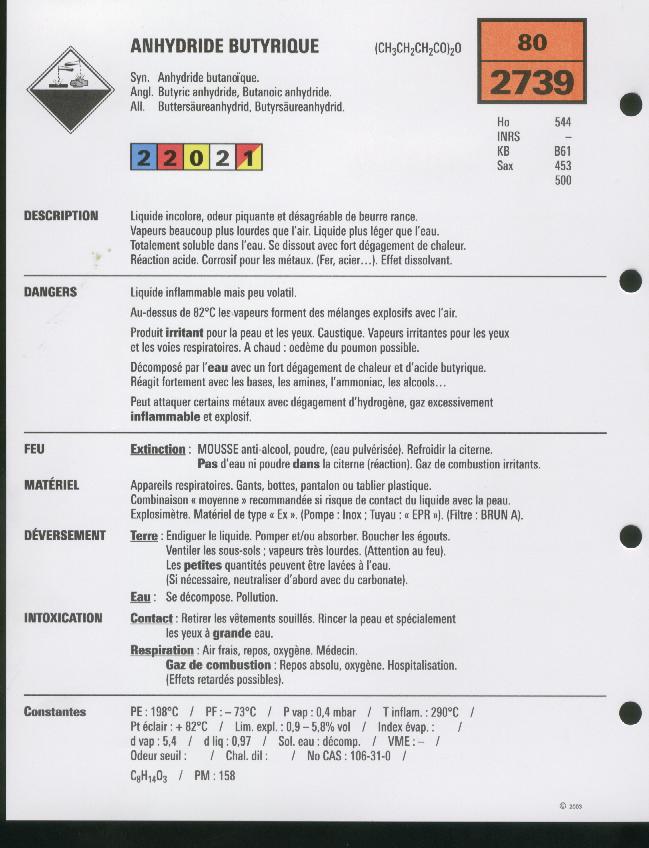 ANHYDRIDE BUTYRIQUE (CH3CH2CH2CO)2O
80
2739
Syn. Anhydride butanoïque.
Angl. Butyric anhydride, Butanoic anhydride.
All. Buttersäureanhydrid, Butyrsäureanhydrid.
2 2 0 2 1
Ho 544
INRS –
KB B61
Sax 453
500
DESCRIPTION Liquide incolore, odeur piquante et désagréable de beurre rance.
Vapeurs beaucoup plus lourdes que l'air. Liquide plus léger que l'eau.
Totalement soluble dans l'eau. Se dissout avec fort dégagement de chaleur.
Réaction acide. Corrosif pour les métaux. (Fer, acier…). Effet dissolvant.
DANGERS Liquide inflammable mais peu volatil.
Au-dessus de 82°C les vapeurs forment des mélanges explosifs avec l'air.
Produit irritant pour la peau et les yeux. Caustique. Vapeurs irritantes pour les yeux
et les voies respiratoires. A chaud : oedème du poumon possible.
Décomposé par l'eau avec un fort dégagement de chaleur et d'acide butyrique.
Réagit fortement avec les bases, les amines, l'ammoniac, les alcools…
Peut attaquer certains métaux avec dégagement d'hydrogène, gaz excessivement
inflammable et explosif.
FEU Extinction : MOUSSE anti-alcool, poudre, (eau pulvérisée). Refroidir la citerne.
Pas d'eau ni poudre dans la citerne (réaction). Gaz de combustion irritants.
MATÉRIEL Appareils respiratoires. Gants, bottes, pantalon ou tablier plastique.
Combinaison « moyenne » recommandée si risque de contact du liquide avec la peau.
Explosimètre. Matériel de type « Ex ». (Pompe : Inox ; Tuyau : « EPR »). (Filtre : BRUN A).
DÉVERSEMENT Terre : Endiguer le liquide. Pomper et/ou absorber. Boucher les égouts.
Ventiler les sous-sols ; vapeurs très lourdes. (Attention au feu).
Les petites quantités peuvent être lavées à l'eau.
(Si nécessaire, neutraliser d'abord avec du carbonate).
Eau : Se décompose. Pollution.
INTOXICATION Contact : Retirer les vêtements souillés. Rincer la peau et spécialement
les yeux à grande eau.
Respiration : Air frais, repos, oxygène. Médecin.
Gaz de combustion : Repos absolu, oxygène. Hospitalisation.
(Effets retardés possibles).
Constantes PE : 198°C / PF : – 73°C / P vap : 0,4 mbar / T inflam. : 290°C /
Pt éclair : + 82°C / Lim. expl. : 0,9 – 5,8% vol / Index évap. : /
d vap : 5,4 / d liq : 0,97 / Sol. eau : décomp. / VME : – /
Odeur seuil : / Chal. dil : / No CAS : 106-31-0 /
C8H14O3 / PM : 158
© 2003